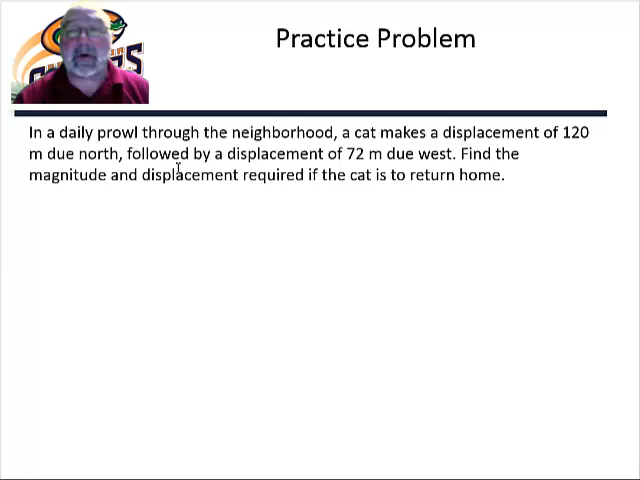 Practice Problem
In a daily prowl through the neighborhood, a cat makes a displacement of 120
m due north, followed by a displacement of 72 m due west. Find the
magnitude and displacement required if the cat is to return home.